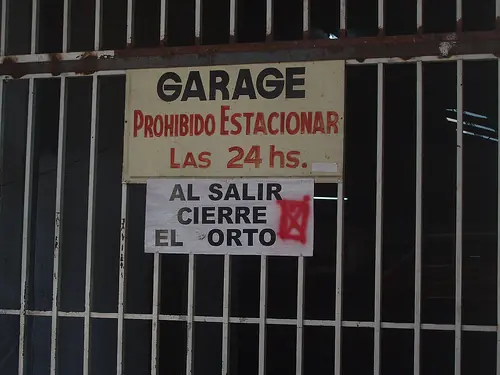 GARAGE
PROHIBIDO ESTACIONAR
LAS 24 hs.
AL SALIR
CIERRE
EL ORTO